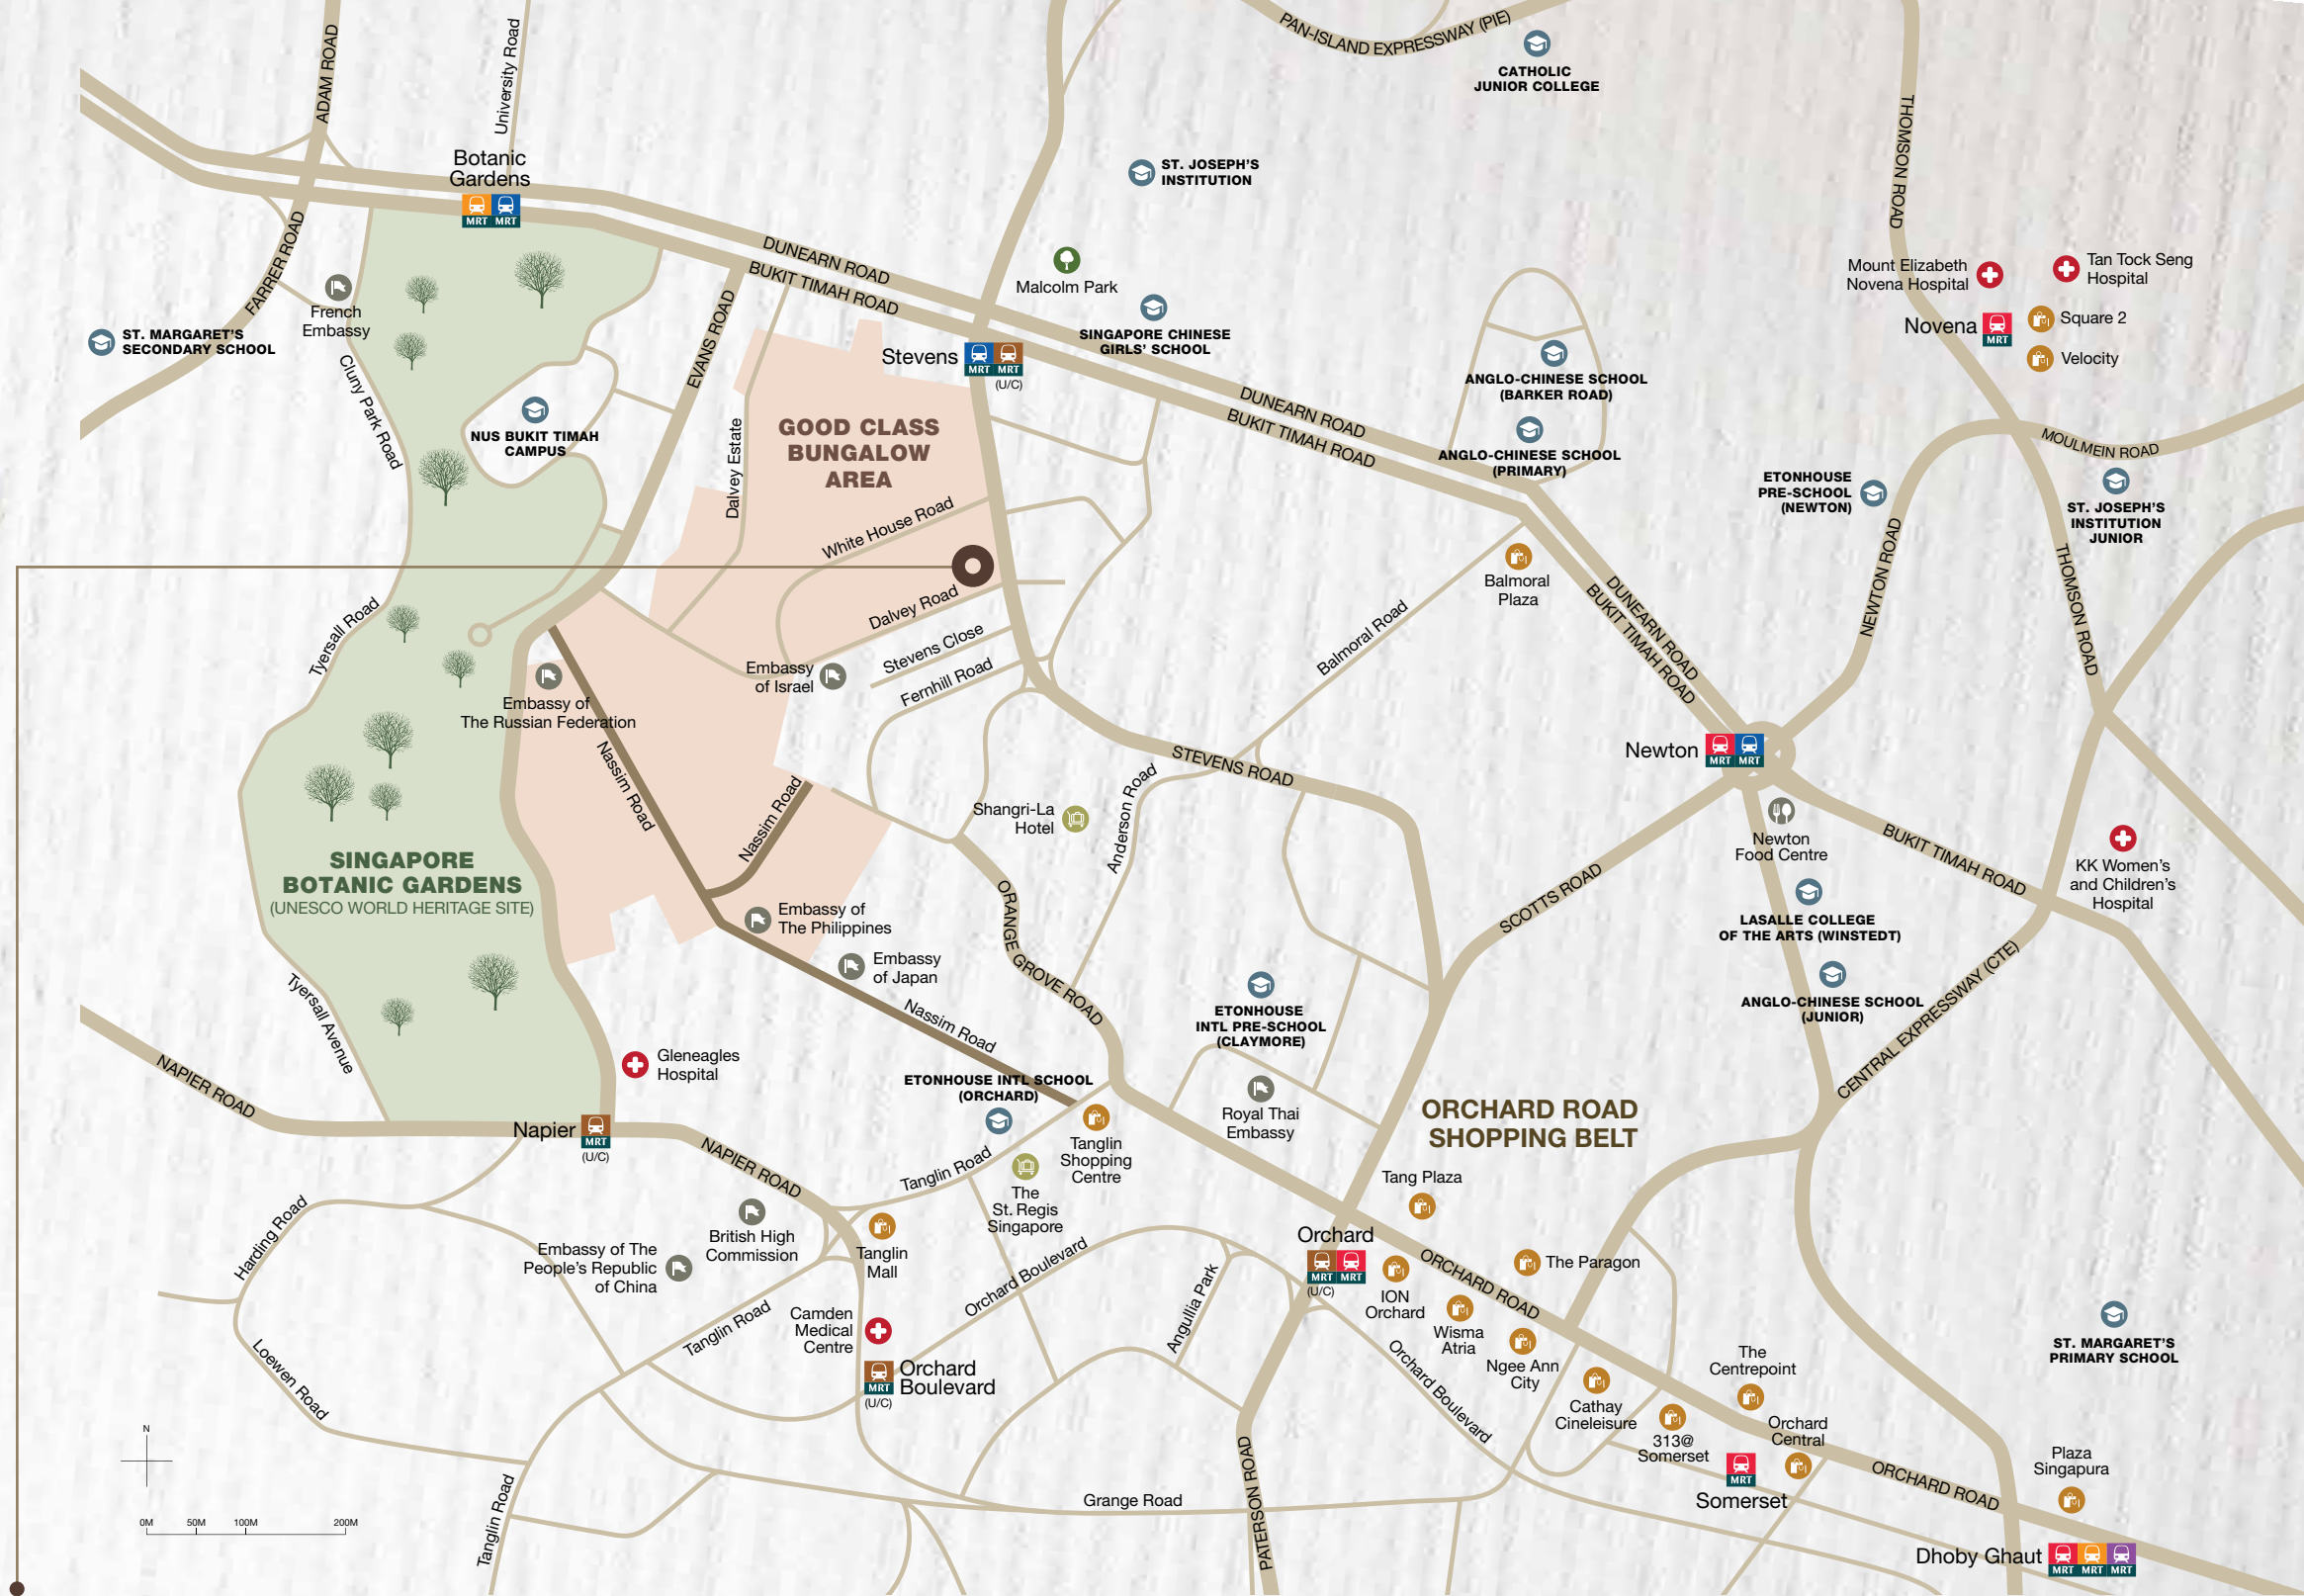 PAN-ISLAND EXPRESSWAY (PIE)
ADAM ROAD
University Road
CATHOLIC
JUNIOR COLLEGE
THOMSON ROAD
Botanic
Gardens
MRT MRT
ST. JOSEPH'S
INSTITUTION
FARRER ROAD
DUNEARN ROAD
BUKIT TIMAH ROAD
Malcolm Park
Mount Elizabeth
Novena Hospital
Tan Tock Seng
Hospital
French
Embassy
ST. MARGARET'S
SECONDARY SCHOOL
EVANS ROAD
SINGAPORE CHINESE
GIRLS' SCHOOL
Novena
MRT
Square 2
Velocity
Stevens
MRT MRT
(U/C)
Cluny Park Road
ANGLO-CHINESE SCHOOL
(BARKER ROAD)
DUNEARN ROAD
BUKIT TIMAH ROAD
NUS BUKIT TIMAH
CAMPUS
Dalvey Estate
GOOD CLASS
BUNGALOW
AREA
ANGLO-CHINESE SCHOOL
(PRIMARY)
MOULMEIN ROAD
ETONHOUSE
PRE-SCHOOL
(NEWTON)
ST. JOSEPH'S
INSTITUTION
JUNIOR
White House Road
NEWTON ROAD
THOMSON ROAD
Balmoral
Plaza
DUNEARN ROAD
BUKIT TIMAH ROAD
Dalvey Road
Tyersall Road
Stevens Close
Fernhill Road
Balmoral Road
Embassy
of Israel
Embassy of
The Russian Federation
Nassim Road
Nassim Road
STEVENS ROAD
Newton
MRT MRT
Shangri-La
Hotel
Anderson Road
Newton
Food Centre
BUKIT TIMAH ROAD
KK Women's
and Children's
Hospital
SINGAPORE
BOTANIC GARDENS
(UNESCO WORLD HERITAGE SITE)
ORANGE GROVE ROAD
SCOTTS ROAD
Embassy of
The Philippines
LASALLE COLLEGE
OF THE ARTS (WINSTEDT)
Embassy
of Japan
Tyersall Avenue
Nassim Road
ETONHOUSE
INTL PRE-SCHOOL
(CLAYMORE)
ANGLO-CHINESE SCHOOL
(JUNIOR)
CENTRAL EXPRESSWAY (CTE)
NAPIER ROAD
Gleneagles
Hospital
ETONHOUSE INTL SCHOOL
(ORCHARD)
Royal Thai
Embassy
ORCHARD ROAD
SHOPPING BELT
Napier
MRT
(U/C)
NAPIER ROAD
Tanglin Road
Tanglin
Shopping
Centre
The
St. Regis
Singapore
Tang Plaza
Harding Road
British High
Commission
Embassy of The
People's Republic
of China
Tanglin
Mall
Orchard Boulevard
Angullia Park
Orchard
MRT MRT
(U/C)
ION
Orchard
ORCHARD ROAD
The Paragon
Wisma
Atria
Ngee Ann
City
Tanglin Road
Camden
Medical
Centre
Orchard
Boulevard
MRT
(U/C)
Loewen Road
Orchard Boulevard
Cathay
Cineleisure
The
Centrepoint
ST. MARGARET'S
PRIMARY SCHOOL
313@
Somerset
Orchard
Central
MRT
Somerset
ORCHARD ROAD
Plaza
Singapura
N
0M 50M 100M 200M
Tanglin Road
Grange Road
PATERSON ROAD
Dhoby Ghaut
MRT MRT MRT